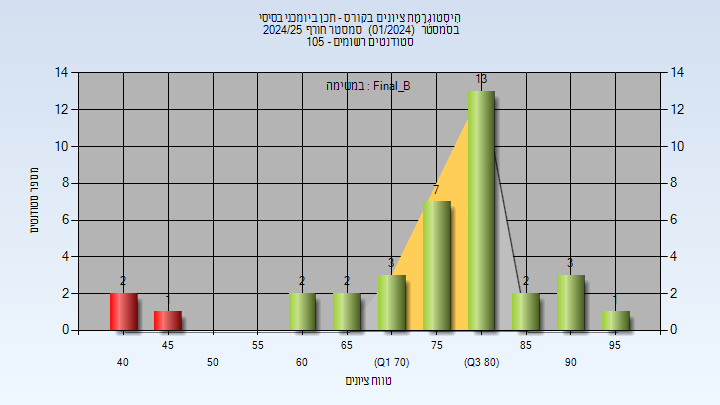 היסטוגרמת ציונים בקורס - תכן ביומכני בסיסי
בסמסטר (01/2024) סמסטר חורף 2024/25
סטודנטים רשומים - 105
במשימה : Final_B
14 14
12 12
10 10
8 8
6 6
4 4
2 2
0 0
מספר סטודנטים
2 1 2 2 3 7 13 2 3 1
45 55 65 75 85 95
40 50 60 (Q1 70) (Q3 80) 90
טווח ציונים